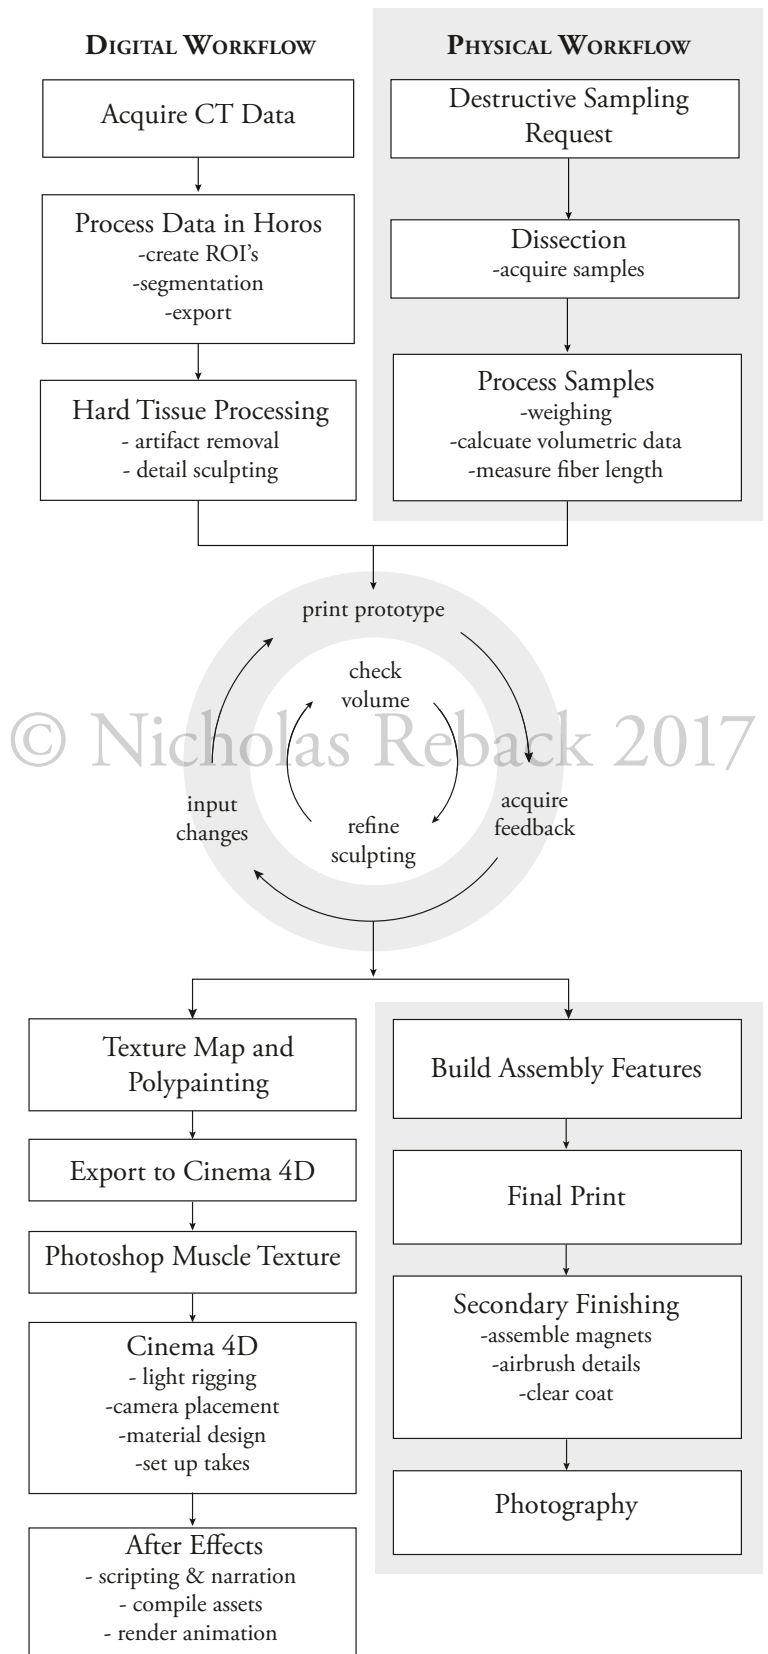 DIGITAL WORKFLOW
Acquire CT Data
Process Data in Horos
-create ROI's
-segmentation
-export
Hard Tissue Processing
- artifact removal
- detail sculpting
PHYSICAL WORKFLOW
Destructive Sampling
Request
Dissection
-acquire samples
Process Samples
-weighing
-calcuate volumetric data
-measure fiber length
print prototype
check
volume
© Nicholas Reback 2017
acquire
feedback
refine
sculpting
input
changes
Texture Map and
Polypainting
Export to Cinema 4D
Photoshop Muscle Texture
Cinema 4D
- light rigging
-camera placement
-material design
-set up takes
After Effects
- scripting & narration
- compile assets
- render animation
Build Assembly Features
Final Print
Secondary Finishing
-assemble magnets
-airbrush details
-clear coat
Photography